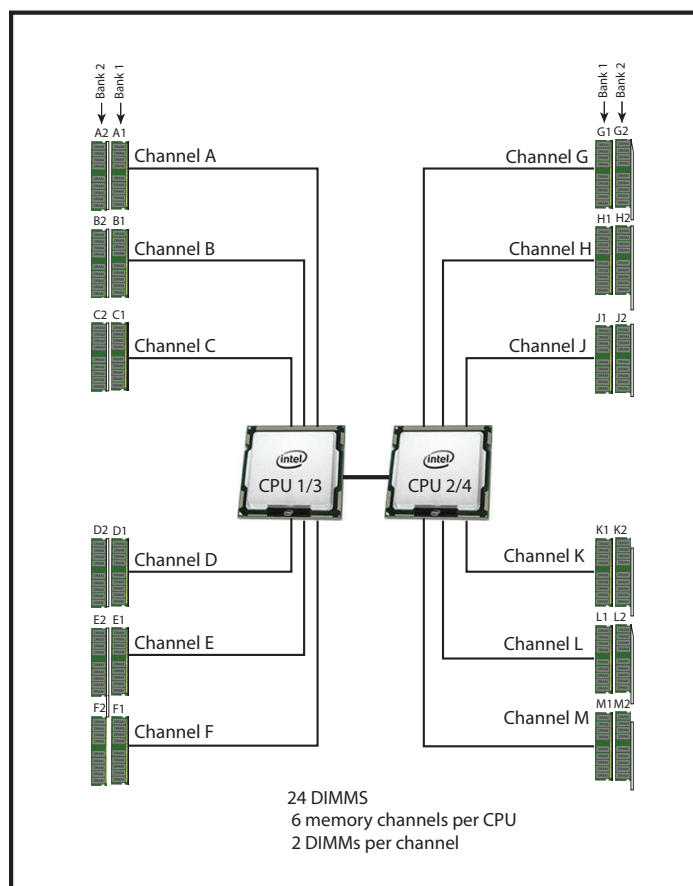 Bank 2
Bank 1
Bank 1
Bank 2
A2 A1
Channel A
Channel G
G1 G2
B2 B1
Channel B
Channel H
H1 H2
C2 C1
Channel C
Channel J
J1 J2
intel
CPU 1/3
intel
CPU 2/4
D2 D1
Channel D
Channel K
K1 K2
E2 E1
Channel E
Channel L
L1 L2
F2 F1
Channel F
Channel M
M1 M2
24 DIMMS
6 memory channels per CPU
2 DIMMs per channel